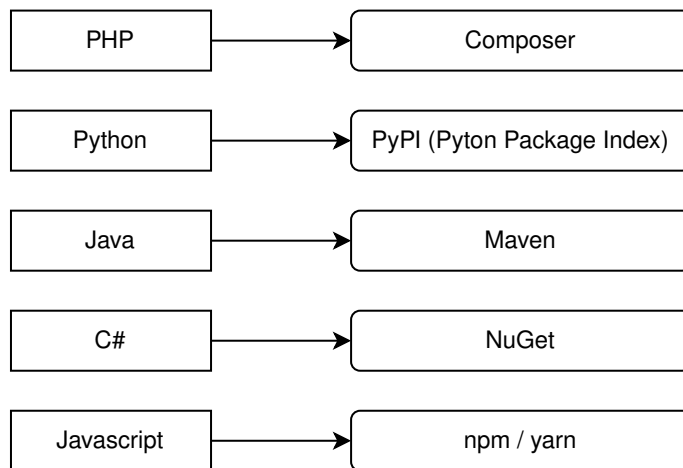 PHP
Composer
Python
PyPI (Pyton Package Index)
Java
Maven
C#
NuGet
Javascript
npm / yarn